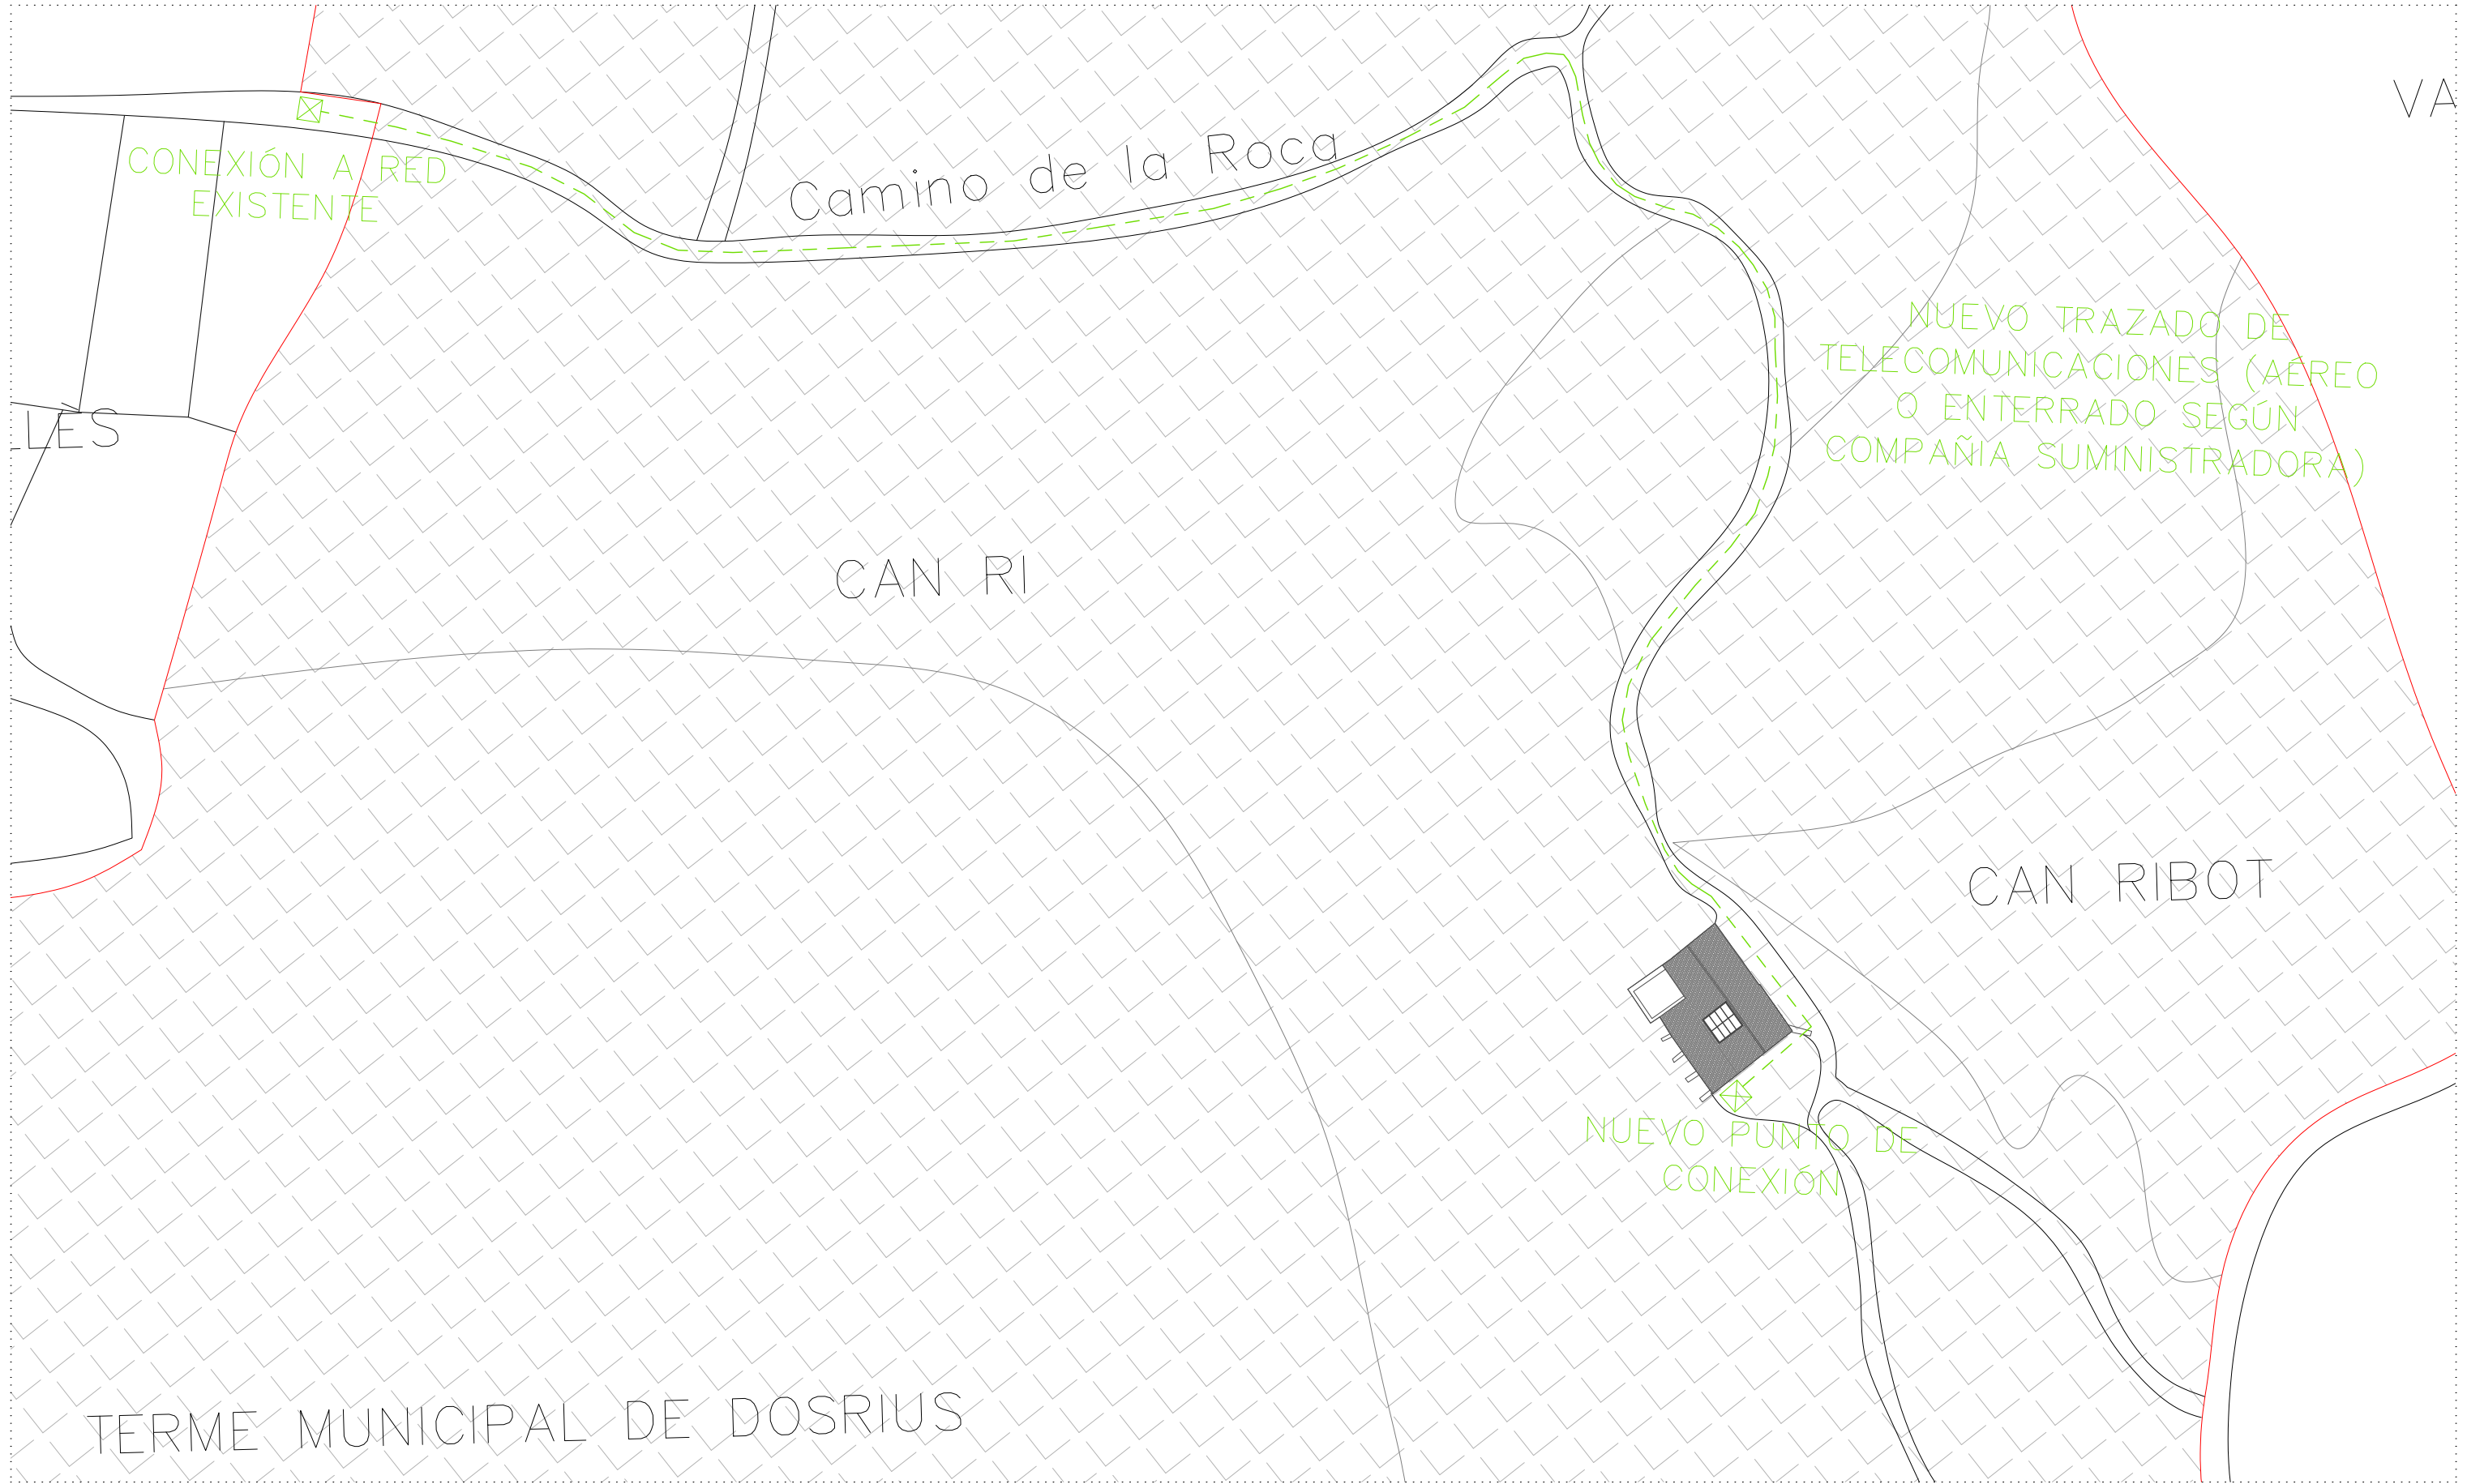 VA
Camino de la Roca
CONEXIÓN A RED
EXISTENTE
NUEVO TRAZADO DE
TELECOMUNICACIONES (AÉREO
O ENTERRADO SEGÚN
COMPAÑIA SUMINISTRADORA)
LLÈS
CAN RI
CAN RIBOT
NUEVO PUNTO DE
CONEXIÓN
TERME MUNICIPAL DE DOSRIUS